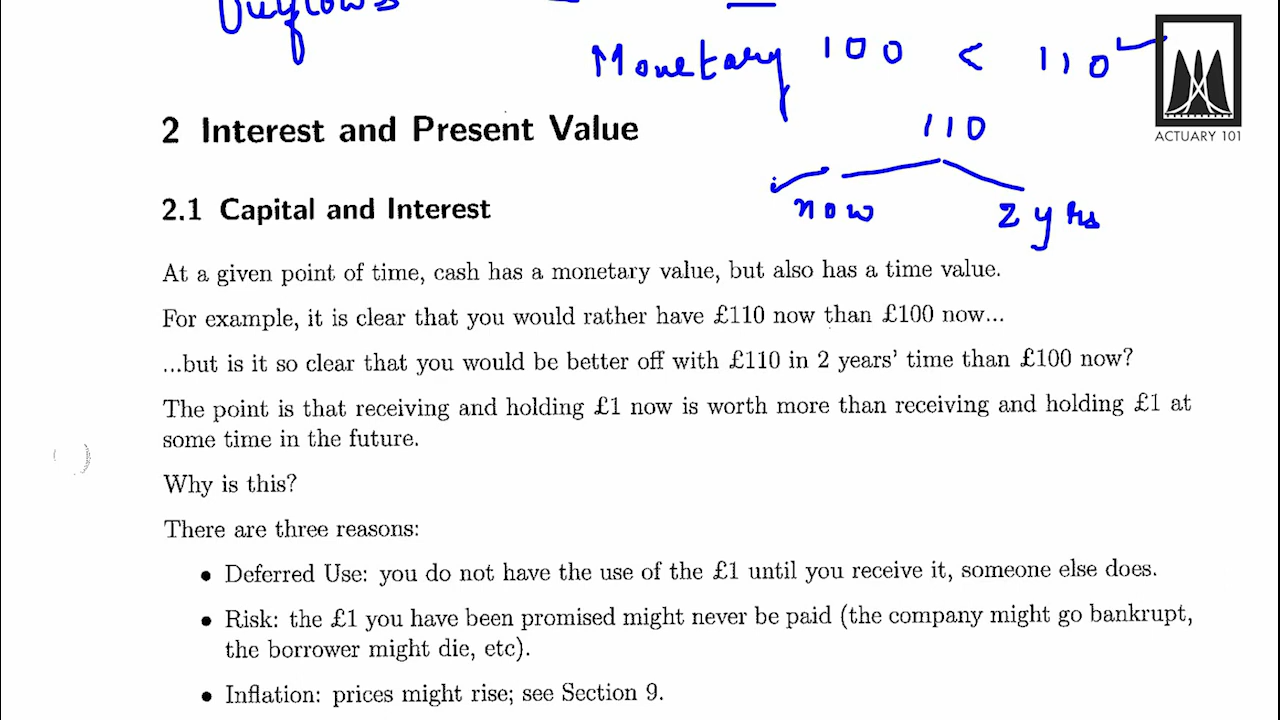 Outflows
Monetary 100 < 110
ACTUARY 101
2 Interest and Present Value
110
now 2 yrs
2.1 Capital and Interest
At a given point of time, cash has a monetary value, but also has a time value.
For example, it is clear that you would rather have £110 now than £100 now...
...but is it so clear that you would be better off with £110 in 2 years' time than £100 now?
The point is that receiving and holding £1 now is worth more than receiving and holding £1 at
some time in the future.
Why is this?
There are three reasons:
• Deferred Use: you do not have the use of the £1 until you receive it, someone else does.
• Risk: the £1 you have been promised might never be paid (the company might go bankrupt,
the borrower might die, etc).
• Inflation: prices might rise; see Section 9.